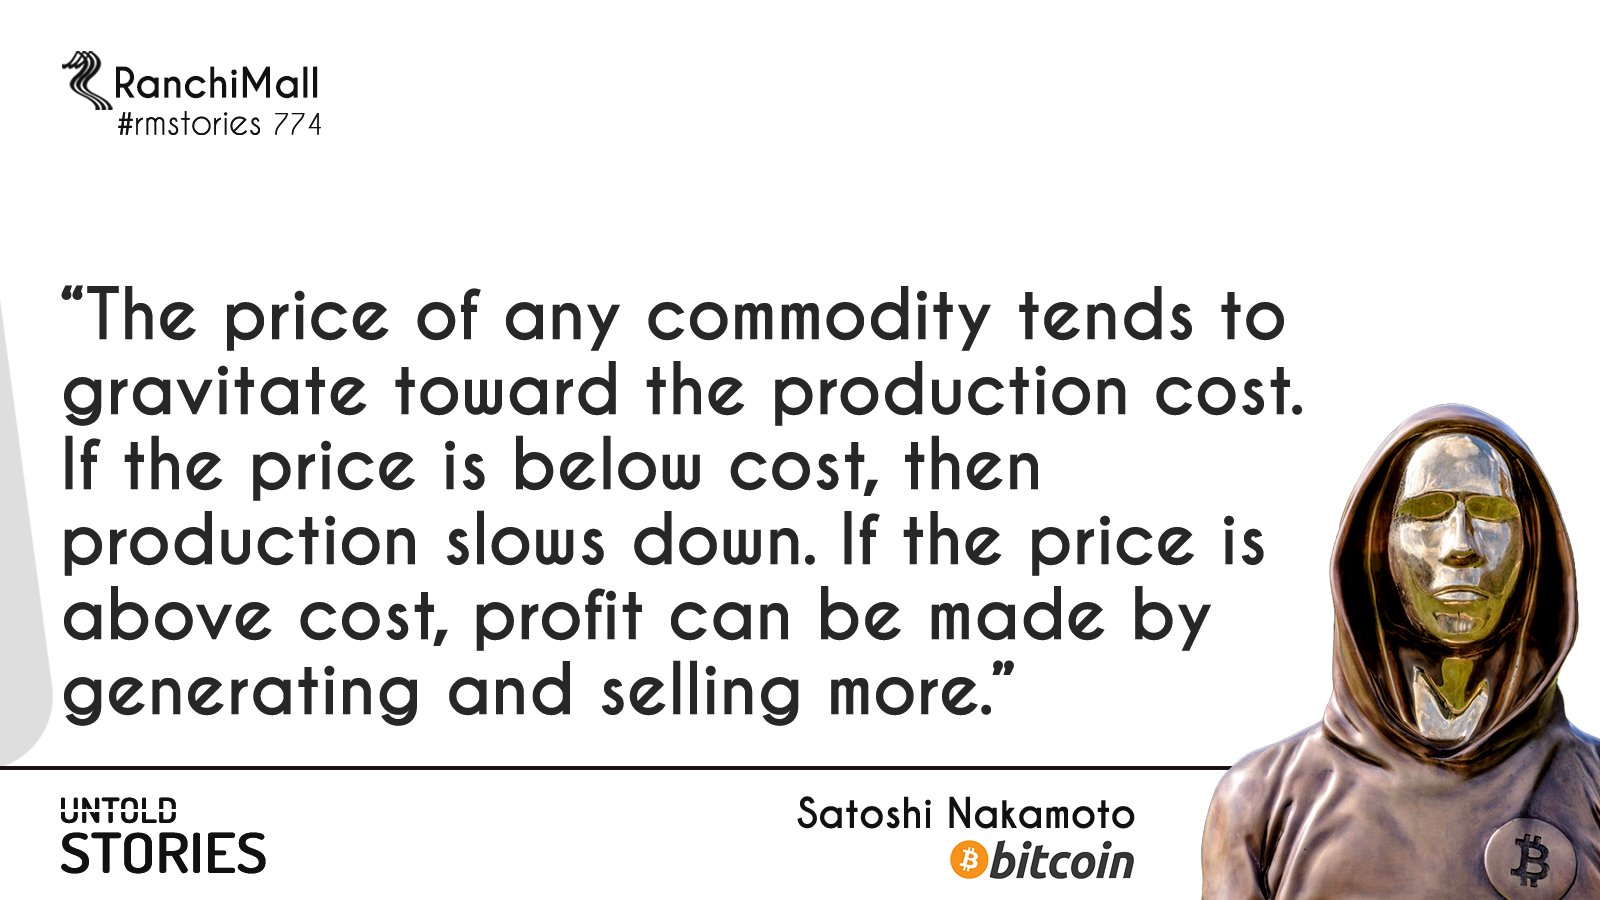 RanchiMall
#rmstories 774
“The price of any commodity tends to
gravitate toward the production cost.
If the price is below cost, then
production slows down. If the price is
above cost, profit can be made by
generating and selling more.”
UNTOLD
STORIES
Satoshi Nakamoto
bitcoin